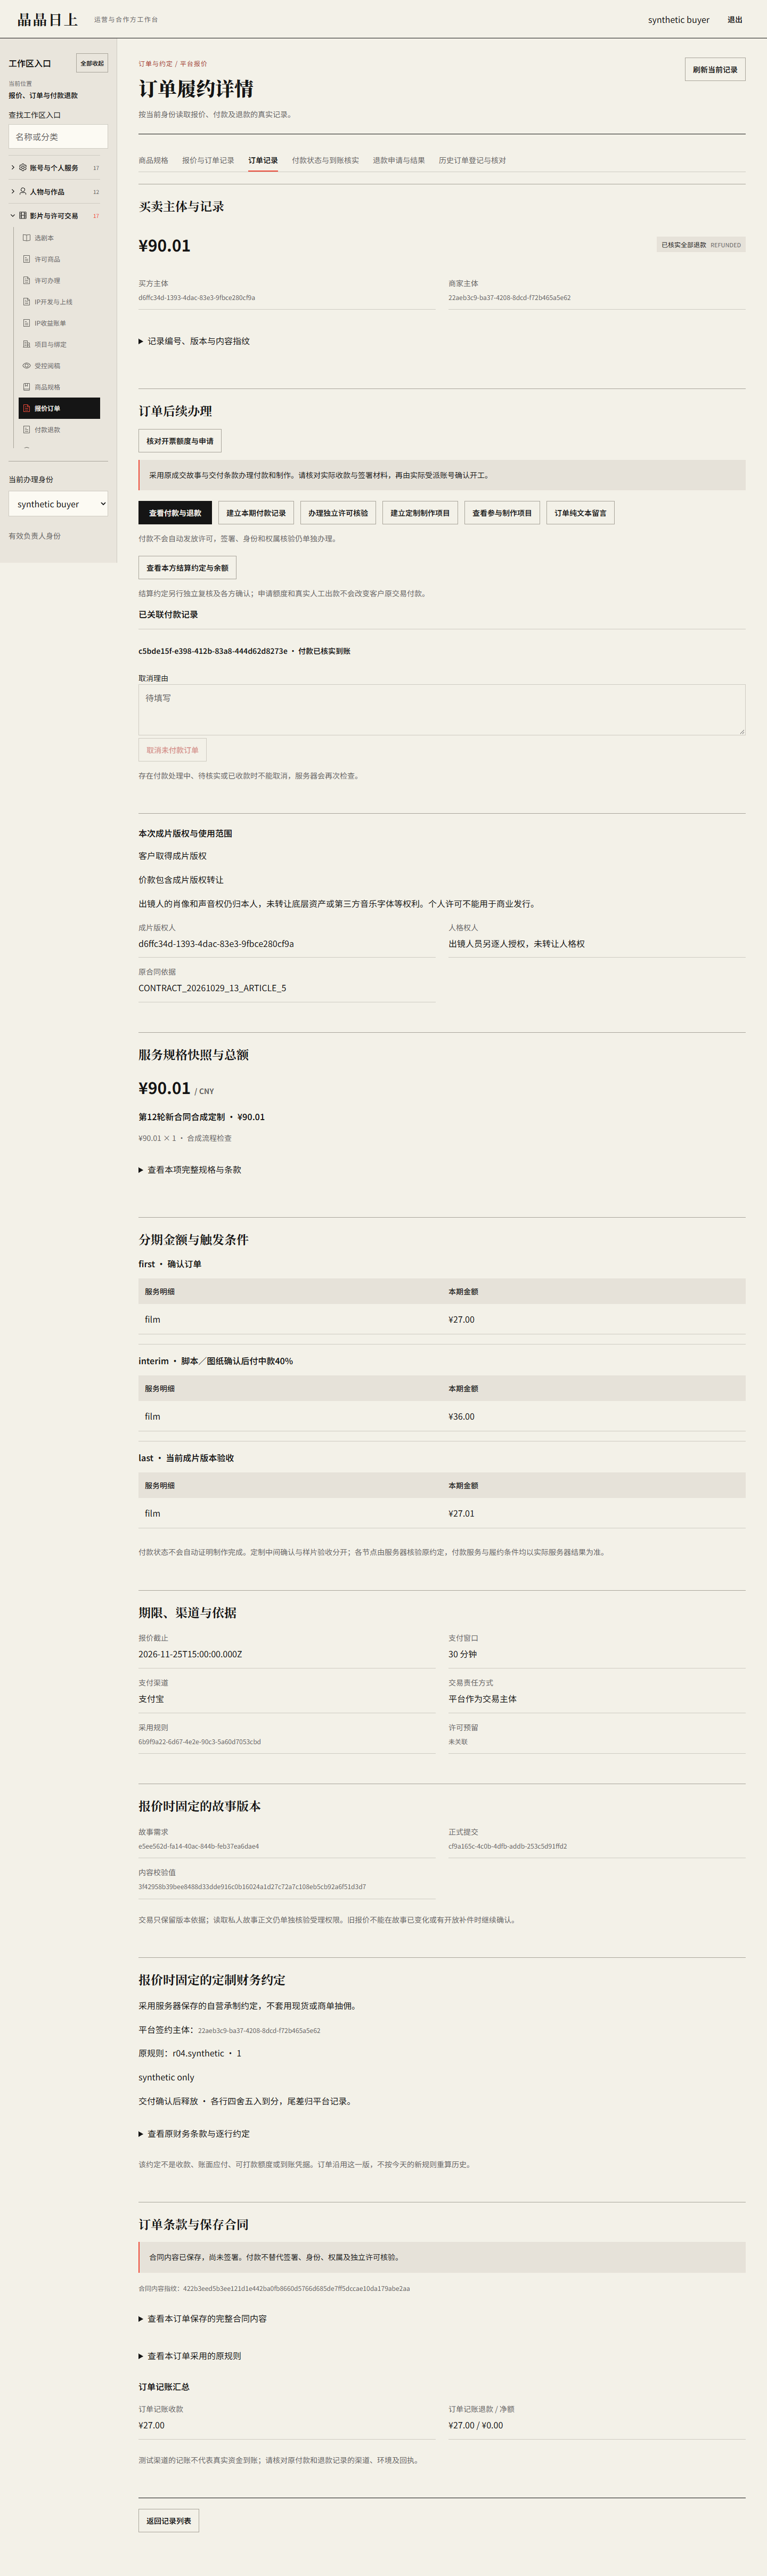 晶晶日上
运营与合作方工作台
synthetic buyer
退出
工作区入口
全部收起
当前位置
报价、订单与付款退款
查找工作区入口
名称或分类
账号与个人服务 17
人物与作品 12
影片与许可交易 17
选剧本
许可商品
许可办理
IP开发与上线
IP收益账单
项目与绑定
受控阅稿
商品规格
报价订单
付款退款
当前办理身份
synthetic buyer
有效负责人身份
订单与约定 / 平台报价
订单履约详情
刷新当前记录
按当前身份读取报价、付款及退款的真实记录。
商品规格
报价与订单记录
订单记录
付款状态与到账核实
退款申请与结果
历史订单登记与核对
买卖主体与记录
¥90.01
已核实全部退款 · REFUNDED
买方主体
d6ffc34d-1393-4dac-83e3-9fbce280cf9a
商家主体
22aeb3c9-ba37-4208-8dcd-f72b465a5e62
记录编号、版本与内容指纹
订单后续办理
核对开票额度与申请
采用原成交故事与交付条款办理付款和制作。请核对实际收款与签署材料，再由实际受派账号确认开工。
查看付款与退款
建立本期付款记录
办理独立许可核验
建立定制制作项目
查看参与制作项目
订单纯文本留言
付款不会自动发放许可，签署、身份和权属核验仍单独办理。
查看本方结算约定与余额
结算约定另行独立复核及各方确认；申请额度和真实人工出款不会改变客户原交易付款。
已关联付款记录
c5bde15f-e398-412b-83a8-444d62d8273e · 付款已核实到账
取消理由
待填写
取消未付款订单
存在付款处理中、待核实或已收款时不能取消，服务器会再次检查。
本次成片版权与使用范围
客户取得成片版权
价款包含成片版权转让
出镜人的肖像和声音权仍归本人，未转让底层资产或第三方音乐字体等权利。个人许可不能用于商业发行。
成片版权人
d6ffc34d-1393-4dac-83e3-9fbce280cf9a
人格权人
出镜人员另逐人授权，未转让人格权
原合同依据
CONTRACT_20261029_13_ARTICLE_5
服务规格快照与总额
¥90.01 / CNY
第12轮新合同合成定制 · ¥90.01
¥90.01 × 1 · 合成流程检查
查看本项完整规格与条款
分期金额与触发条件
first · 确认订单
服务明细 本期金额
film ¥27.00
interim · 脚本／图纸确认后付中款40%
服务明细 本期金额
film ¥36.00
last · 当前成片版本验收
服务明细 本期金额
film ¥27.01
付款状态不会自动证明制作完成。定制中间确认与样片验收分开；各节点由服务器核验原约定，付款服务与履约条件均以实际服务器结果为准。
期限、渠道与依据
报价截止
2026-11-25T15:00:00.000Z
支付窗口
30 分钟
支付渠道
支付宝
交易责任方式
平台作为交易主体
采用规则
6b9f9a22-6d67-4e2e-90c3-5a60d7053cbd
许可预留
未关联
报价时固定的故事版本
故事需求
e5ee562d-fa14-40ac-844b-feb37ea6dae4
正式提交
cf9a165c-4c0b-4dfb-addb-253c5d91ffd2
内容校验值
3f42958b39bee8488d33dde916c0b16024a1d27c72a7c108eb5cb92a6f51d3d7
交易只保留版本依据；读取私人故事正文仍单独核验受理权限。旧报价不能在故事已变化或有开放补件时继续确认。
报价时固定的定制财务约定
采用服务器保存的自营承制约定，不套用现货或商单抽佣。
平台签约主体：22aeb3c9-ba37-4208-8dcd-f72b465a5e62
原规则：r04.synthetic · 1
synthetic only
交付确认后释放 · 各行四舍五入到分，尾差归平台记录。
查看原财务条款与逐行约定
该约定不是收款、账面应付、可打款额度或到账凭据。订单沿用这一版，不按今天的新规则重算历史。
订单条款与保存合同
合同内容已保存，尚未签署。付款不替代签署、身份、权属及独立许可核验。
合同内容指纹：422b3eed5b3ee121d1e442ba0fb8660d5766d685de7ff5dccae10da179abe2aa
查看本订单保存的完整合同内容
查看本订单采用的原规则
订单记账汇总
订单记账收款
¥27.00
订单记账退款 / 净额
¥27.00 / ¥0.00
测试渠道的记账不代表真实资金到账；请核对原付款和退款记录的渠道、环境及回执。
返回记录列表